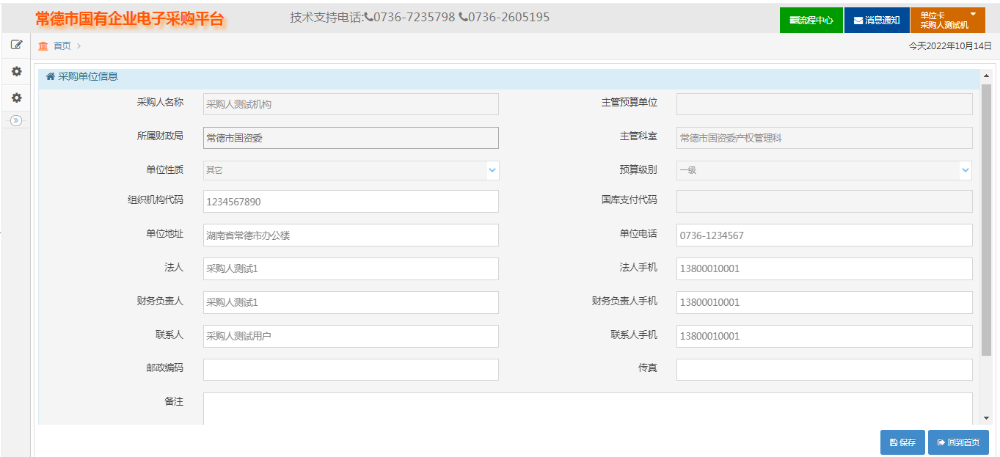 常德市国有企业电子采购平台
技术支持电话:0736-7235798 0736-2605195
流程中心
消息通知
单位卡
采购人测试机
首页
今天2022年10月14日
采购单位信息
采购人名称 采购人测试机构 主管预算单位
所属财政局 常德市国资委 主管科室 常德市国资委产权管理科
单位性质 其它 预算级别 一级
组织机构代码 1234567890 国库支付代码
单位地址 湖南省常德市办公楼 单位电话 0736-1234567
法人 采购人测试1 法人手机 13800010001
财务负责人 采购人测试1 财务负责人手机 13800010001
联系人 采购人测试用户 联系人手机 13800010001
邮政编码 传真
备注
保存 回到首页